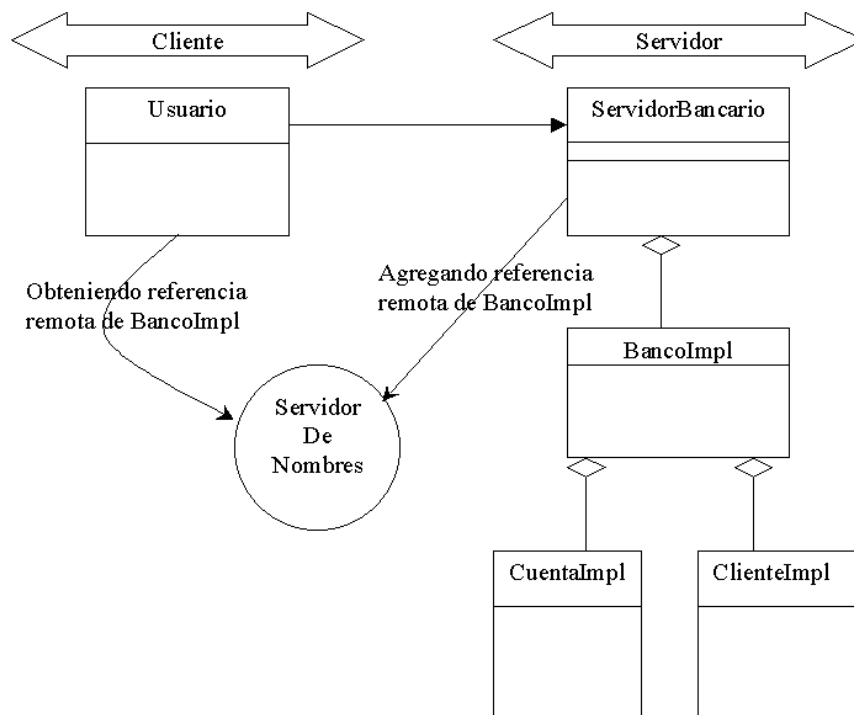 Cliente
Servidor
Usuario
ServidorBancario
Obteniendo referencia
remota de BancoImpl
Agregando referencia
remota de BancoImpl
BancoImpl
Servidor
De
Nombres
CuentaImpl
ClienteImpl